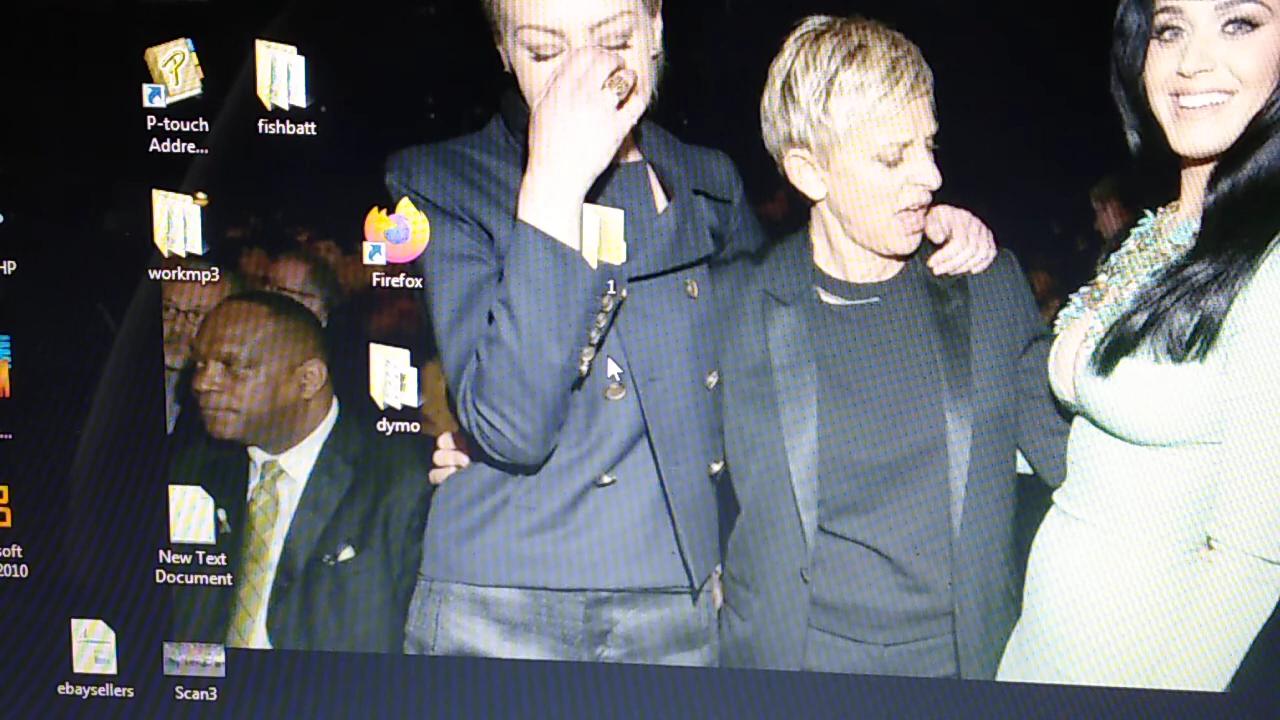 P-touch
Addre...
fishbatt
HP
workmp3
Firefox
1
dymo
...
soft
2010
New Text
Document
ebaysellers
Scan3